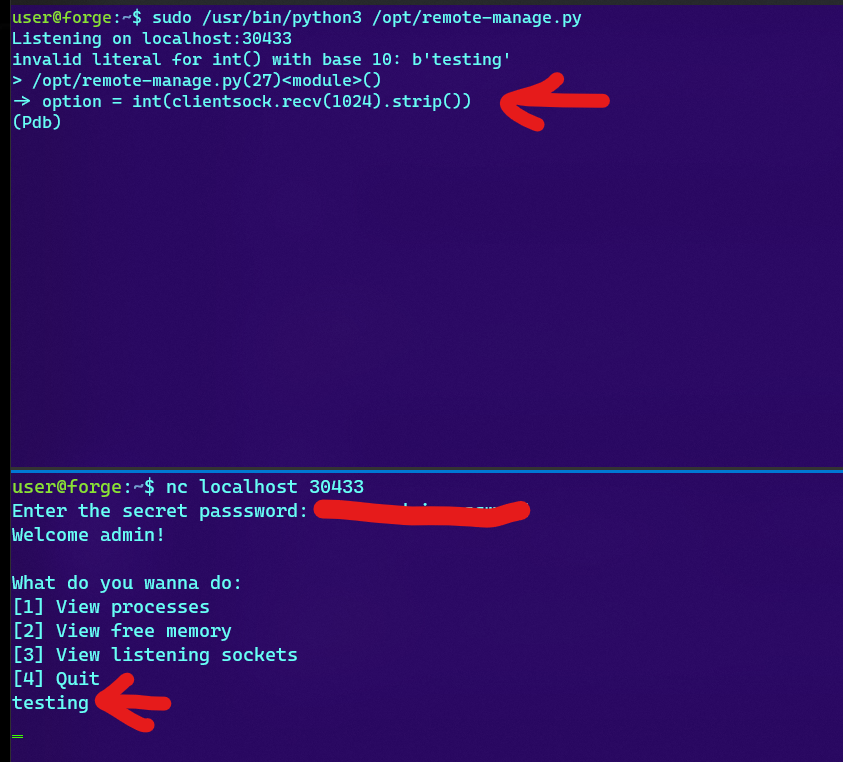 user@forge:~$ sudo /usr/bin/python3 /opt/remote-manage.py
Listening on localhost:30433
invalid literal for int() with base 10: b'testing'
> /opt/remote-manage.py(27)<module>()
-> option = int(clientsock.recv(1024).strip())
(Pdb)
user@forge:~$ nc localhost 30433
Enter the secret passsword:
Welcome admin!
What do you wanna do:
[1] View processes
[2] View free memory
[3] View listening sockets
[4] Quit
testing